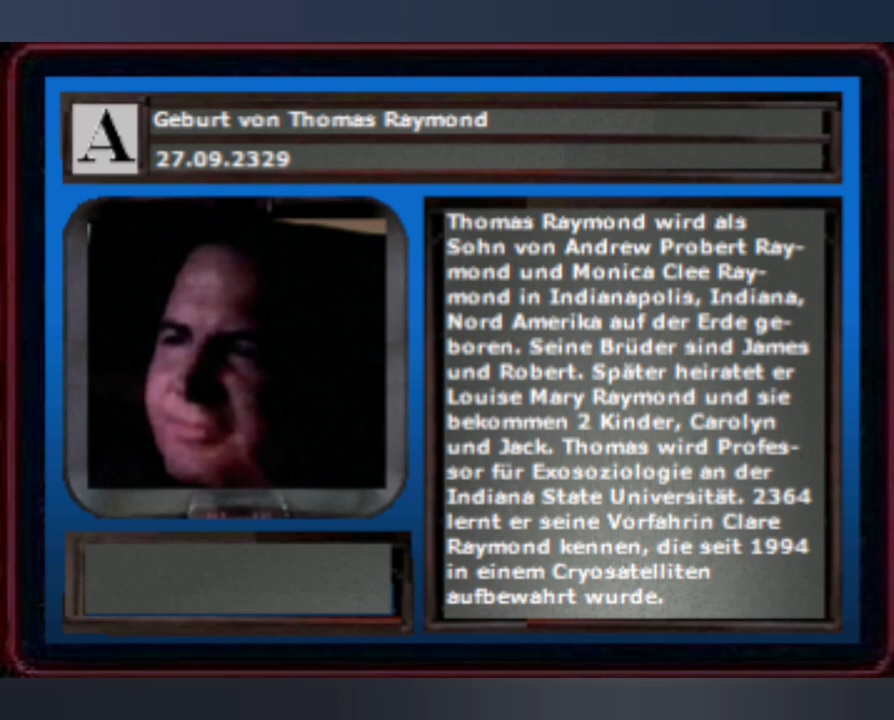 A
Geburt von Thomas Raymond
27.09.2329
Thomas Raymond wird als
Sohn von Andrew Probert Ray-
mond und Monica Clee Ray-
mond in Indianapolis, Indiana,
Nord Amerika auf der Erde ge-
boren. Seine Brüder sind James
und Robert. Später heiratet er
Louise Mary Raymond und sie
bekommen 2 Kinder, Carolyn
und Jack. Thomas wird Profes-
sor für Exosoziologie an der
Indiana State Universität. 2364
lernt er seine Vorfahrin Clare
Raymond kennen, die seit 1994
in einem Cryosatelliten
aufbewahrt wurde.